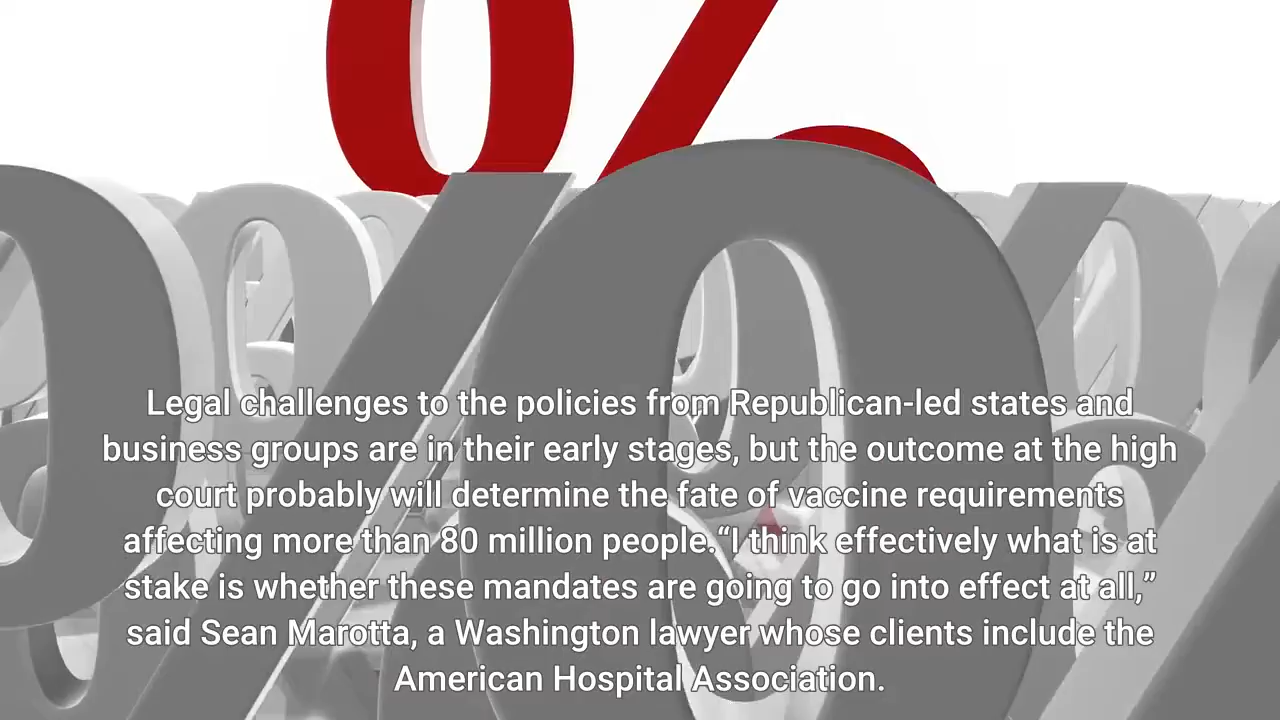 0%
0%
0%
Legal challenges to the policies from Republican-led states and
business groups are in their early stages, but the outcome at the high
court probably will determine the fate of vaccine requirements
affecting more than 80 million people.“I think effectively what is at
stake is whether these mandates are going to go into effect at all,”
said Sean Marotta, a Washington lawyer whose clients include the
American Hospital Association.